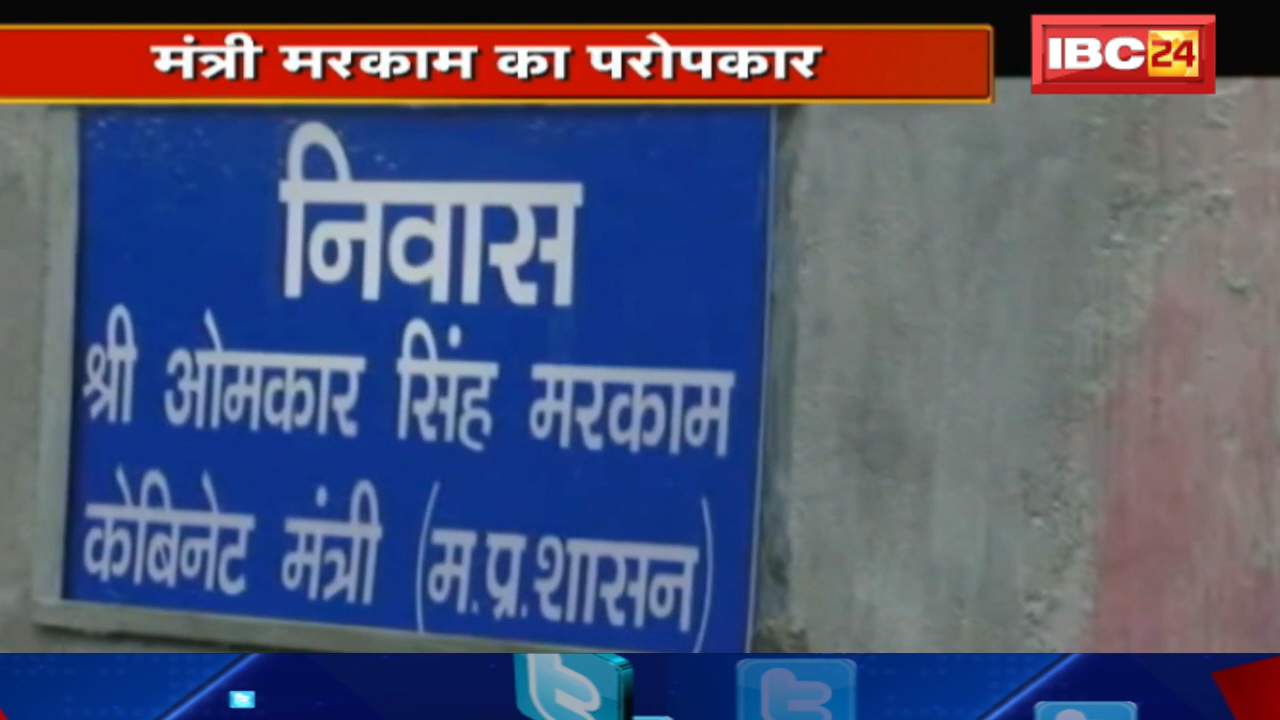 मंत्री मरकाम का परोपकार
IBC24
निवास
श्री ओमकार सिंह मरकाम
केबिनेट मंत्री (म.प्र.शासन)